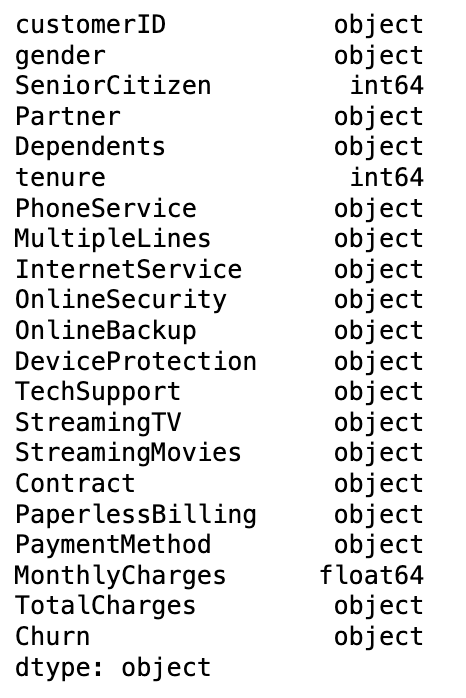 customerID object
gender object
SeniorCitizen int64
Partner object
Dependents object
tenure int64
PhoneService object
MultipleLines object
InternetService object
OnlineSecurity object
OnlineBackup object
DeviceProtection object
TechSupport object
StreamingTV object
StreamingMovies object
Contract object
PaperlessBilling object
PaymentMethod object
MonthlyCharges float64
TotalCharges object
Churn object
dtype: object